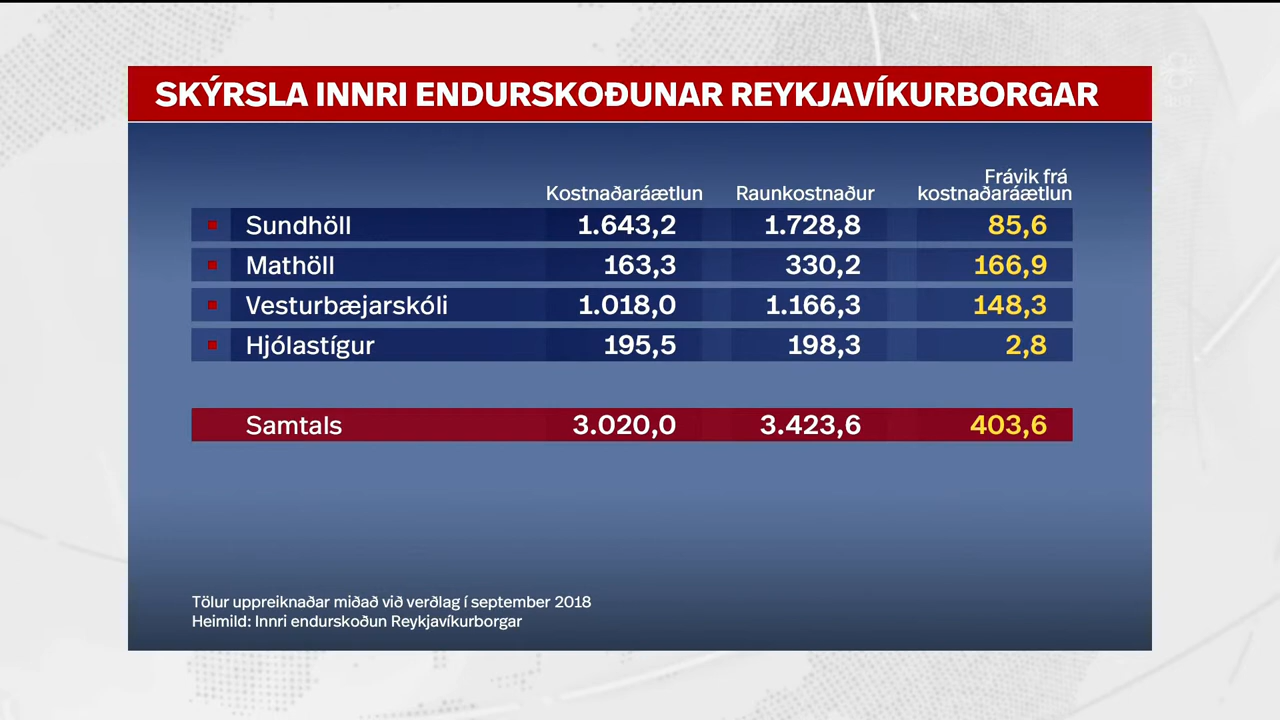 SKÝRSLA INNRI ENDURSKOÐUNAR REYKJAVÍKURBORGAR
Kostnaðaráætlun Raunkostnaður Frávik frá kostnaðaráætlun
Sundhöll 1.643,2 1.728,8 85,6
Mathöll 163,3 330,2 166,9
Vesturbæjarskóli 1.018,0 1.166,3 148,3
Hjólastígur 195,5 198,3 2,8
Samtals 3.020,0 3.423,6 403,6
Tölur uppreiknaðar miðað við verðlag í september 2018
Heimild: Innri endurskoðun Reykjavíkurborgar